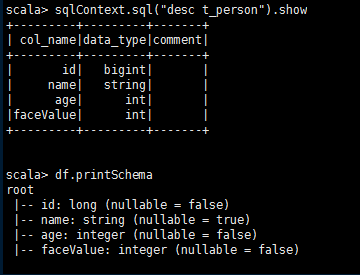 scala> sqlContext.sql("desc t_person").show
+---------+---------+-------+
| col_name|data_type|comment|
+---------+---------+-------+
|       id|   bigint|       |
|     name|   string|       |
|      age|      int|       |
|faceValue|      int|       |
+---------+---------+-------+
scala> df.printSchema
root
 |-- id: long (nullable = false)
 |-- name: string (nullable = true)
 |-- age: integer (nullable = false)
 |-- faceValue: integer (nullable = false)